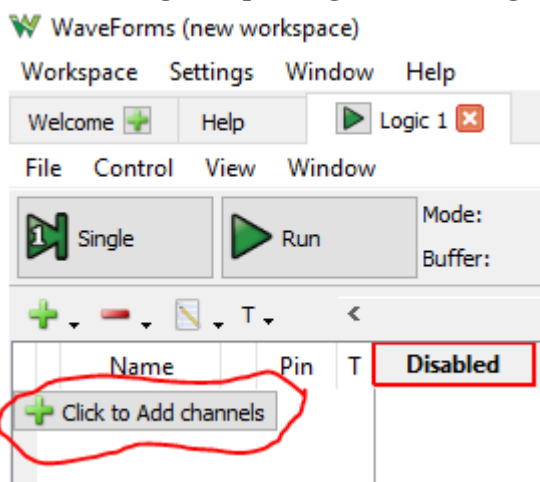 WaveForms (new workspace)
Workspace Settings Window Help
Welcome Help Logic 1
File Control View Window
1 Single Run Mode:
Buffer:
T
Name Pin T Disabled
Click to Add channels